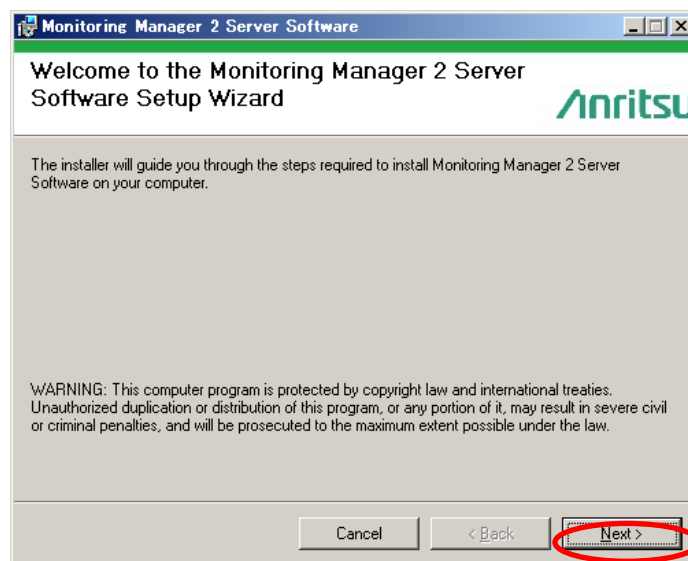 Monitoring Manager 2 Server Software
Welcome to the Monitoring Manager 2 Server
Software Setup Wizard
Anritsu
The installer will guide you through the steps required to install Monitoring Manager 2 Server
Software on your computer.
WARNING: This computer program is protected by copyright law and international treaties.
Unauthorized duplication or distribution of this program, or any portion of it, may result in severe civil
or criminal penalties, and will be prosecuted to the maximum extent possible under the law.
Cancel
< Back
Next >